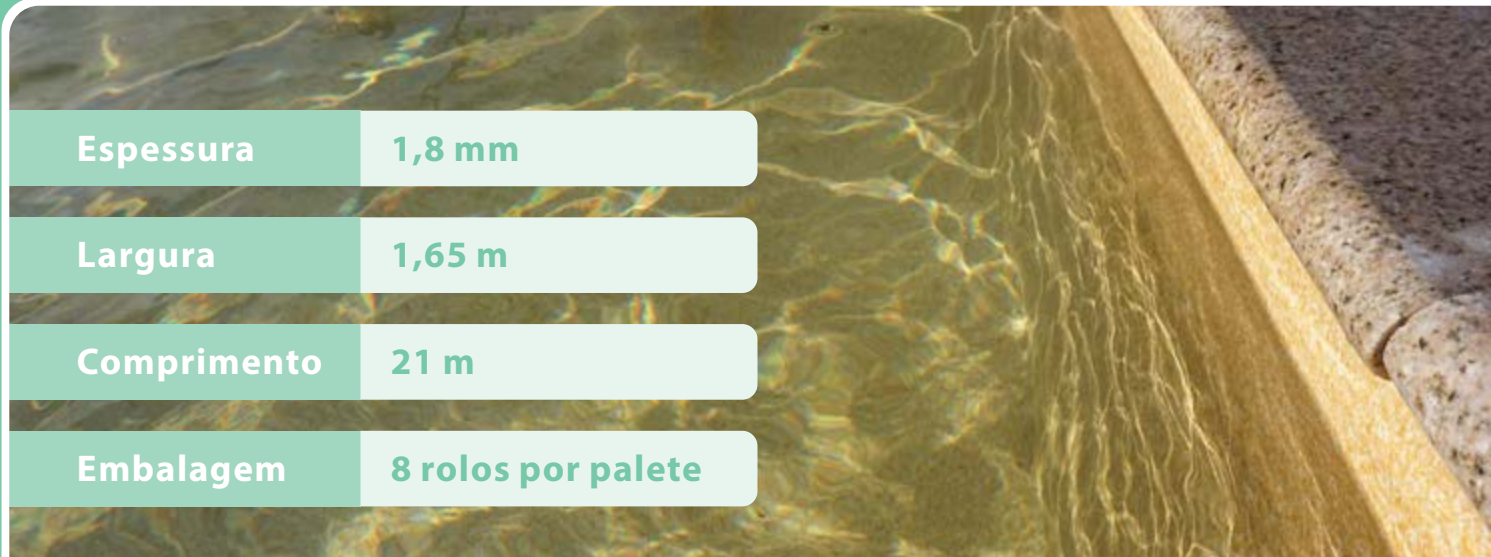 Espessura 1,8 mm
Largura 1,65 m
Comprimento 21 m
Embalagem 8 rolos por palete